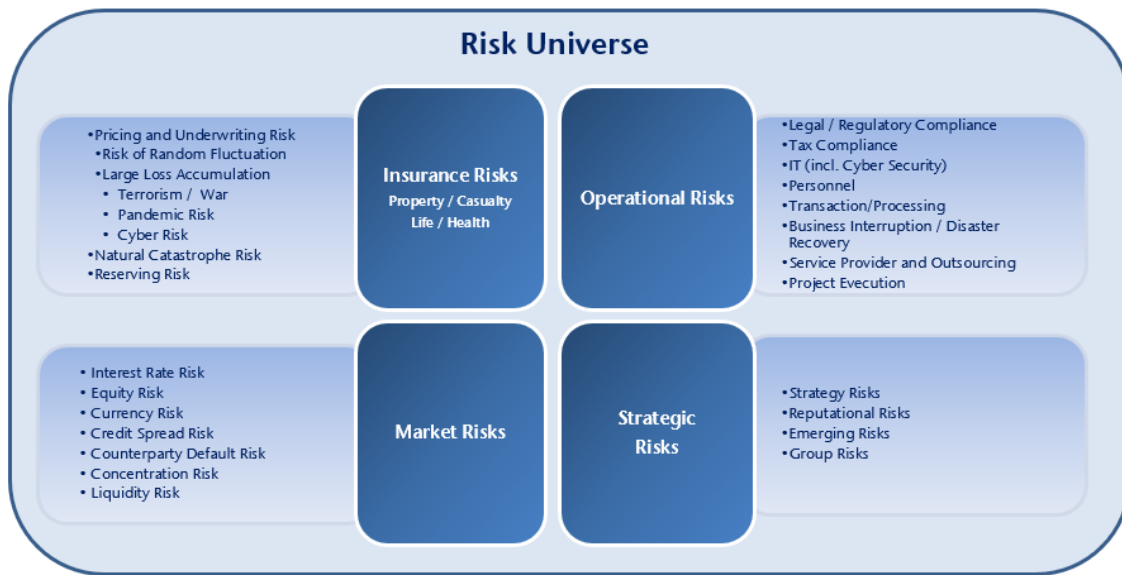 Risk Universe
•Pricing and Underwriting Risk
•Risk of Random Fluctuation
•Large Loss Accumulation
• Terrorism / War
• Pandemic Risk
• Cyber Risk
•Natural Catastrophe Risk
•Reserving Risk
Insurance Risks
Property / Casualty
Life / Health
Operational Risks
•Legal / Regulatory Compliance
•Tax Compliance
•IT (incl. Cyber Security)
•Personnel
•Transaction/Processing
•Business Interruption / Disaster
Recovery
•Service Provider and Outsourcing
•Project Execution
• Interest Rate Risk
• Equity Risk
• Currency Risk
• Credit Spread Risk
• Counterparty Default Risk
• Concentration Risk
• Liquidity Risk
Market Risks
Strategic
Risks
•Strategy Risks
•Reputational Risks
•Emerging Risks
•Group Risks